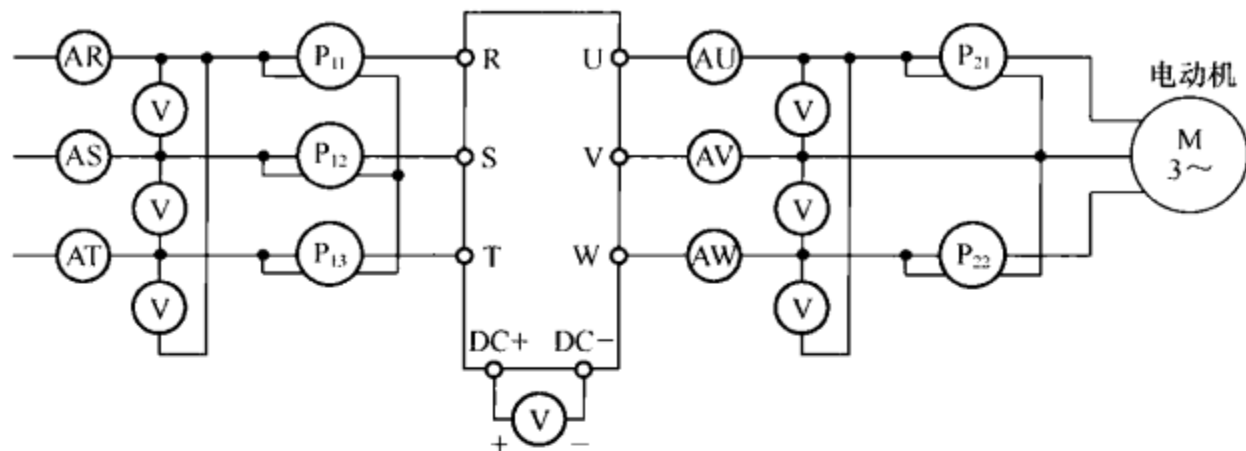 AR
P₁₁
R
U
AU
P₂₁
电动机
V
V
M
3～
AS
P₁₂
S
V
AV
V
V
AT
P₁₃
T
W
AW
P₂₂
V
V
DC+
DC−
+
V
−